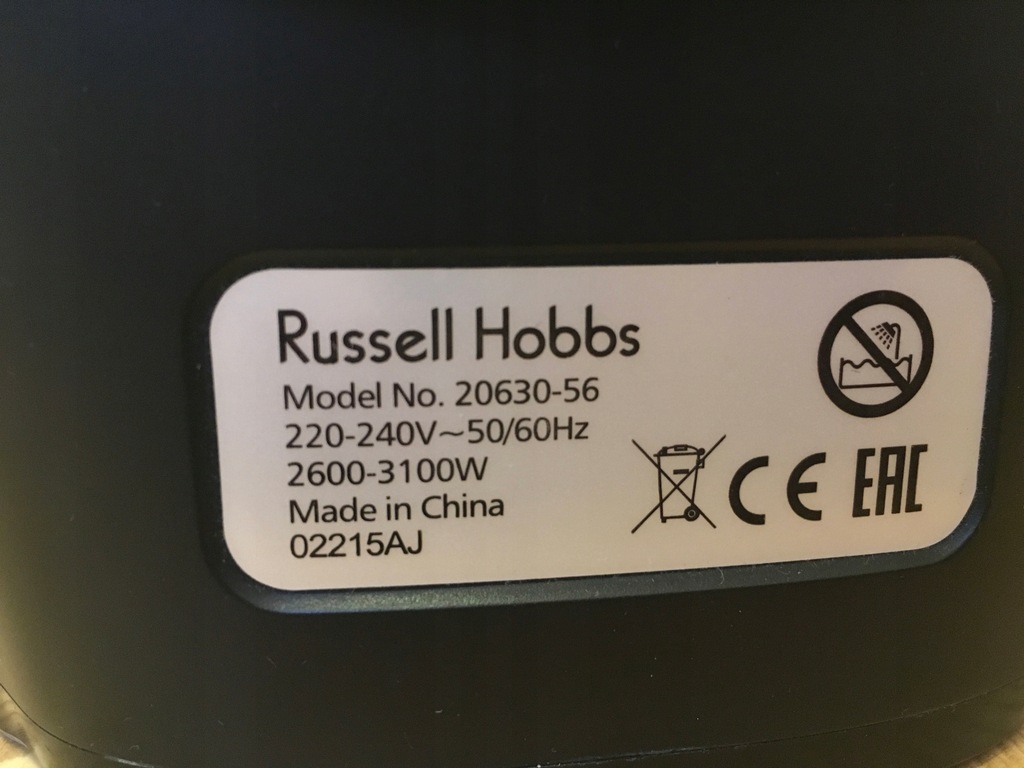 Russell Hobbs
Model No. 20630-56
220-240V~50/60Hz
2600-3100W
Made in China
02215AJ
CE EAC